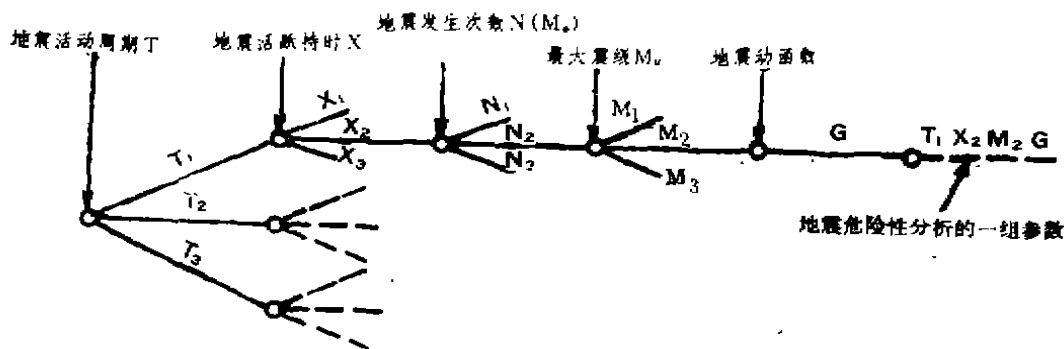 地震活动周期T
地震活跃持时X
地震发生次数N(M。)
最大震级Mu
地震动函数
X₁
X₂
X₃
N₁
N₂
N₂
M₁
M₂
M₃
G
T₁ X₂ M₂ G
T₁
T₂
T₃
地震危险性分析的一组参数